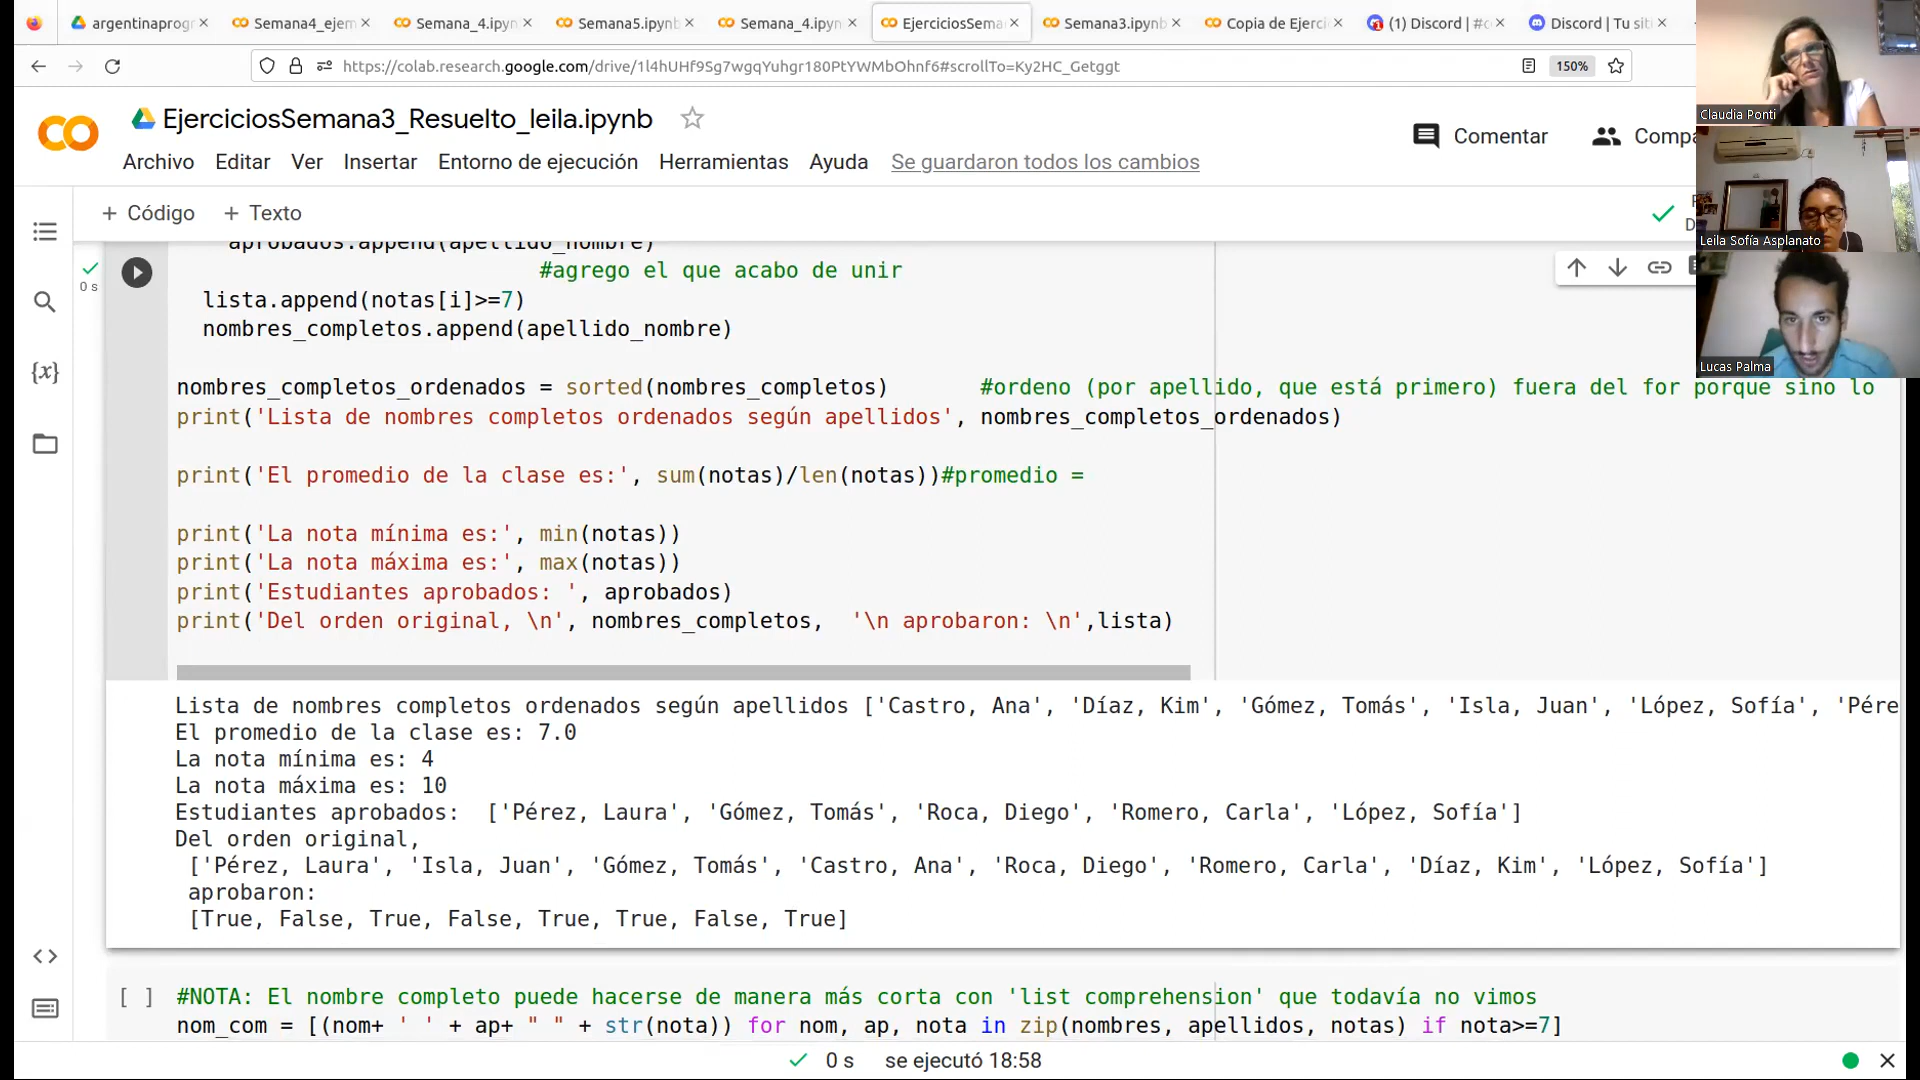 argentinaprogr
Semana4_ejem
Semana_4.ipyn
Semana5.ipynb
Semana_4.ipyn
EjerciciosSema
Semana3.ipynb
Copia de Ejerci
(1) Discord | #c
Discord | Tu siti
https://colab.research.google.com/drive/1l4hUHf9Sg7wgqYuhgr180PtYWMbOhnf6#scrollTo=Ky2HC_Getggt
150%
EjerciciosSemana3_Resuelto_leila.ipynb
Comentar
Compa
Archivo Editar Ver Insertar Entorno de ejecución Herramientas Ayuda Se guardaron todos los cambios
+ Código + Texto
Claudia Ponti
Leila Sofía Asplanato
Lucas Palma
aprobados.append(apellido_nombre)
0 s
#agrego el que acabo de unir
lista.append(notas[i]>=7)
nombres_completos.append(apellido_nombre)
nombres_completos_ordenados = sorted(nombres_completos) #ordeno (por apellido, que está primero) fuera del for porque sino lo
print('Lista de nombres completos ordenados según apellidos', nombres_completos_ordenados)
print('El promedio de la clase es:', sum(notas)/len(notas))#promedio =
print('La nota mínima es:', min(notas))
print('La nota máxima es:', max(notas))
print('Estudiantes aprobados: ', aprobados)
print('Del orden original, \n', nombres_completos, '\n aprobaron: \n',lista)
Lista de nombres completos ordenados según apellidos ['Castro, Ana', 'Díaz, Kim', 'Gómez, Tomás', 'Isla, Juan', 'López, Sofía', 'Pére
El promedio de la clase es: 7.0
La nota mínima es: 4
La nota máxima es: 10
Estudiantes aprobados: ['Pérez, Laura', 'Gómez, Tomás', 'Roca, Diego', 'Romero, Carla', 'López, Sofía']
Del orden original,
['Pérez, Laura', 'Isla, Juan', 'Gómez, Tomás', 'Castro, Ana', 'Roca, Diego', 'Romero, Carla', 'Díaz, Kim', 'López, Sofía']
aprobaron:
[True, False, True, False, True, True, False, True]
[ ] #NOTA: El nombre completo puede hacerse de manera más corta con 'list comprehension' que todavía no vimos
nom_com = [(nom+ ' ' + ap+ " " + str(nota)) for nom, ap, nota in zip(nombres, apellidos, notas) if nota>=7]
0 s se ejecutó 18:58